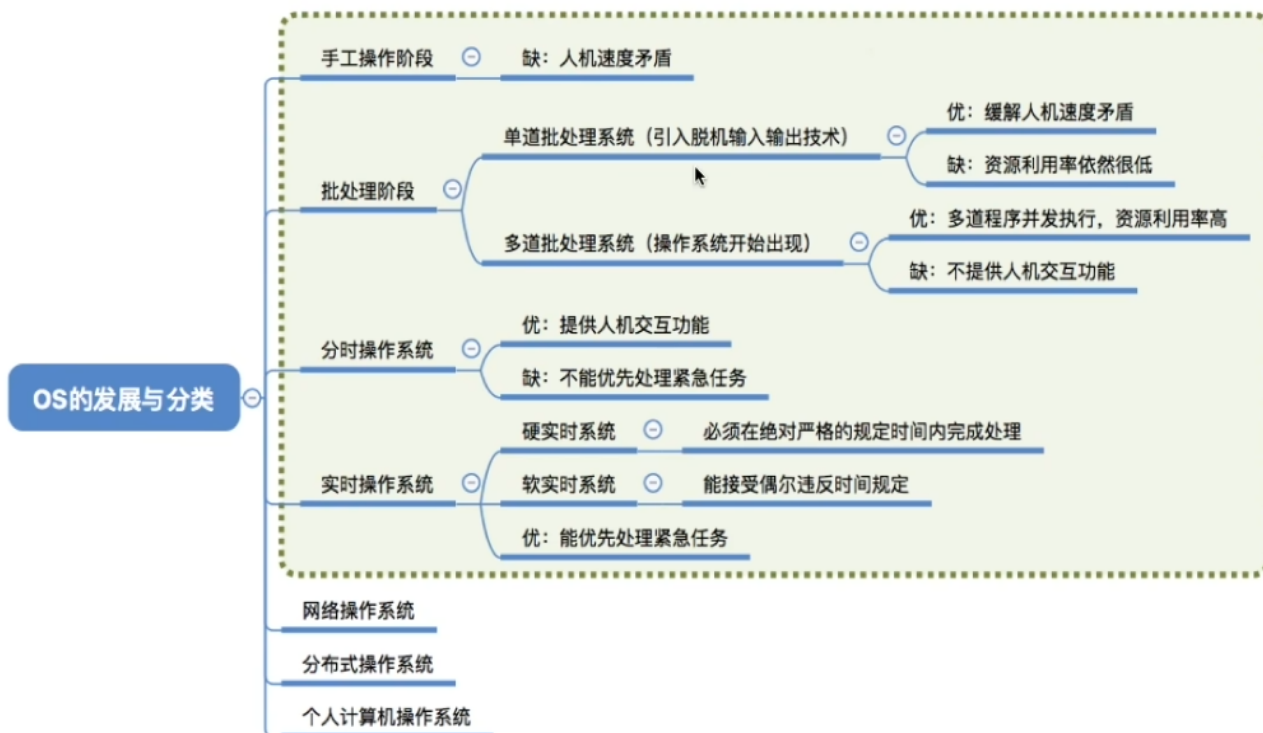 手工操作阶段
缺：人机速度矛盾
批处理阶段
单道批处理系统（引入脱机输入输出技术）
优：缓解人机速度矛盾
缺：资源利用率依然很低
多道批处理系统（操作系统开始出现）
优：多道程序并发执行，资源利用率高
缺：不提供人机交互功能
分时操作系统
优：提供人机交互功能
缺：不能优先处理紧急任务
OS的发展与分类
实时操作系统
硬实时系统
必须在绝对严格的规定时间内完成处理
软实时系统
能接受偶尔违反时间规定
优：能优先处理紧急任务
网络操作系统
分布式操作系统
个人计算机操作系统